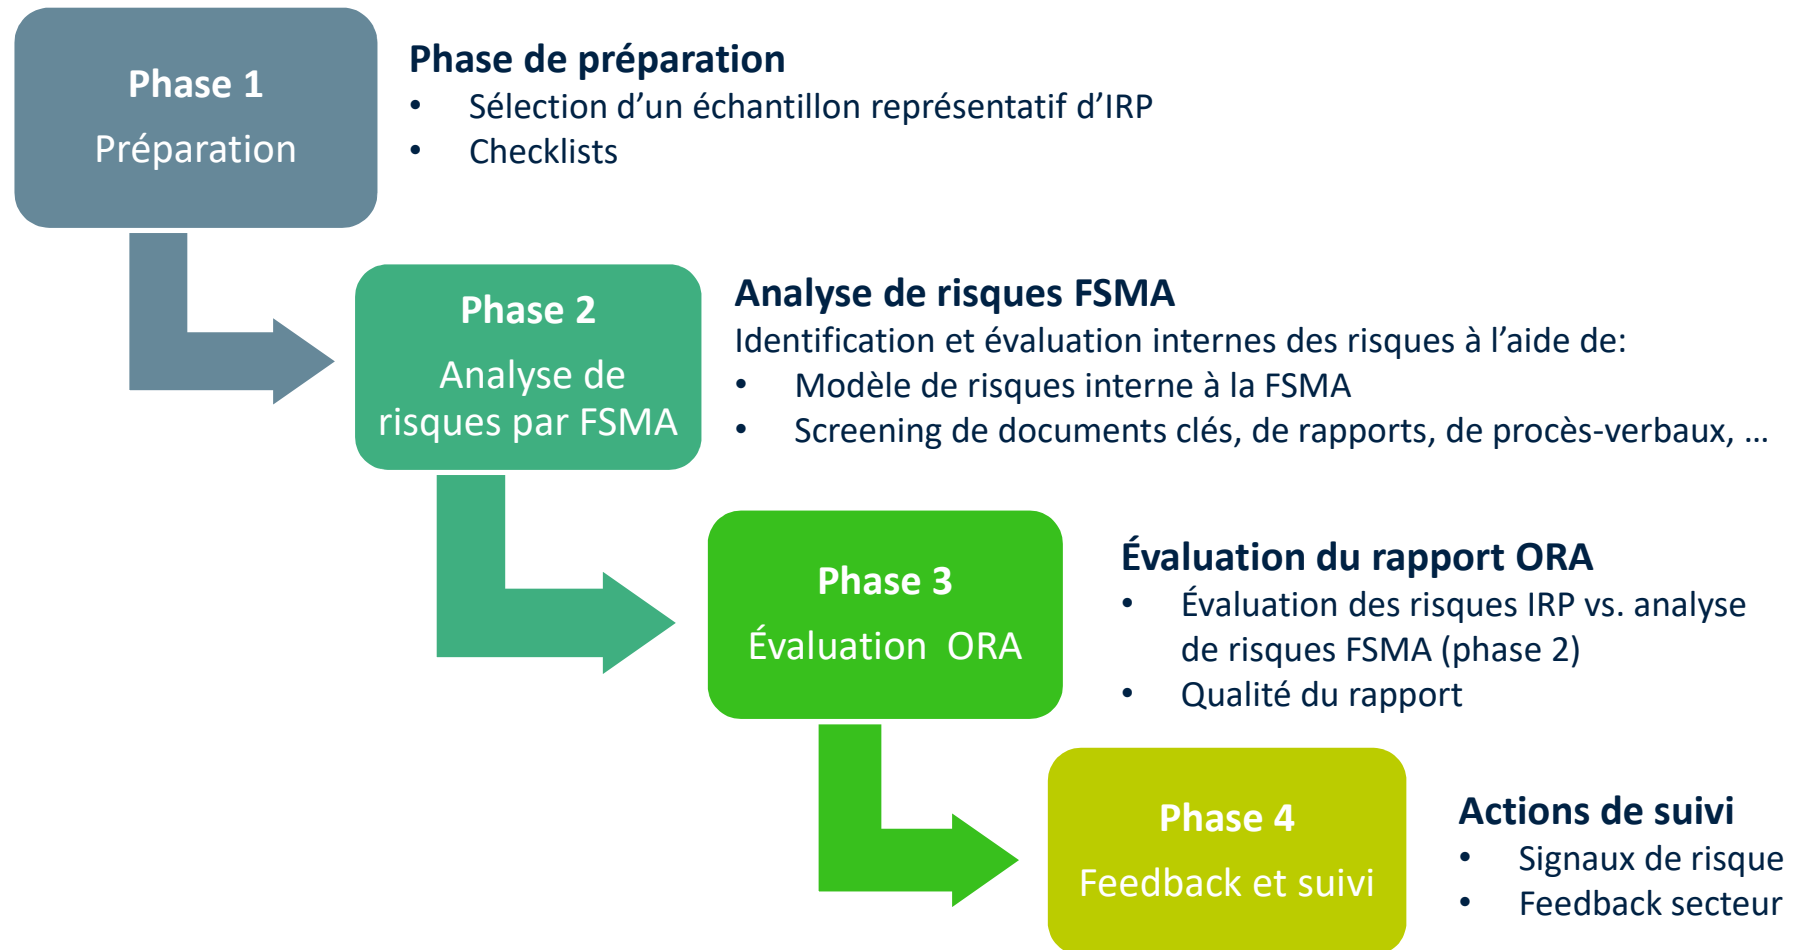 Phase 1
Préparation
Phase de préparation
• Sélection d’un échantillon représentatif d’IRP
• Checklists
Phase 2
Analyse de
risques par FSMA
Analyse de risques FSMA
Identification et évaluation internes des risques à l’aide de:
• Modèle de risques interne à la FSMA
• Screening de documents clés, de rapports, de procès-verbaux, …
Phase 3
Évaluation ORA
Évaluation du rapport ORA
• Évaluation des risques IRP vs. analyse
de risques FSMA (phase 2)
• Qualité du rapport
Phase 4
Feedback et suivi
Actions de suivi
• Signaux de risque
• Feedback secteur